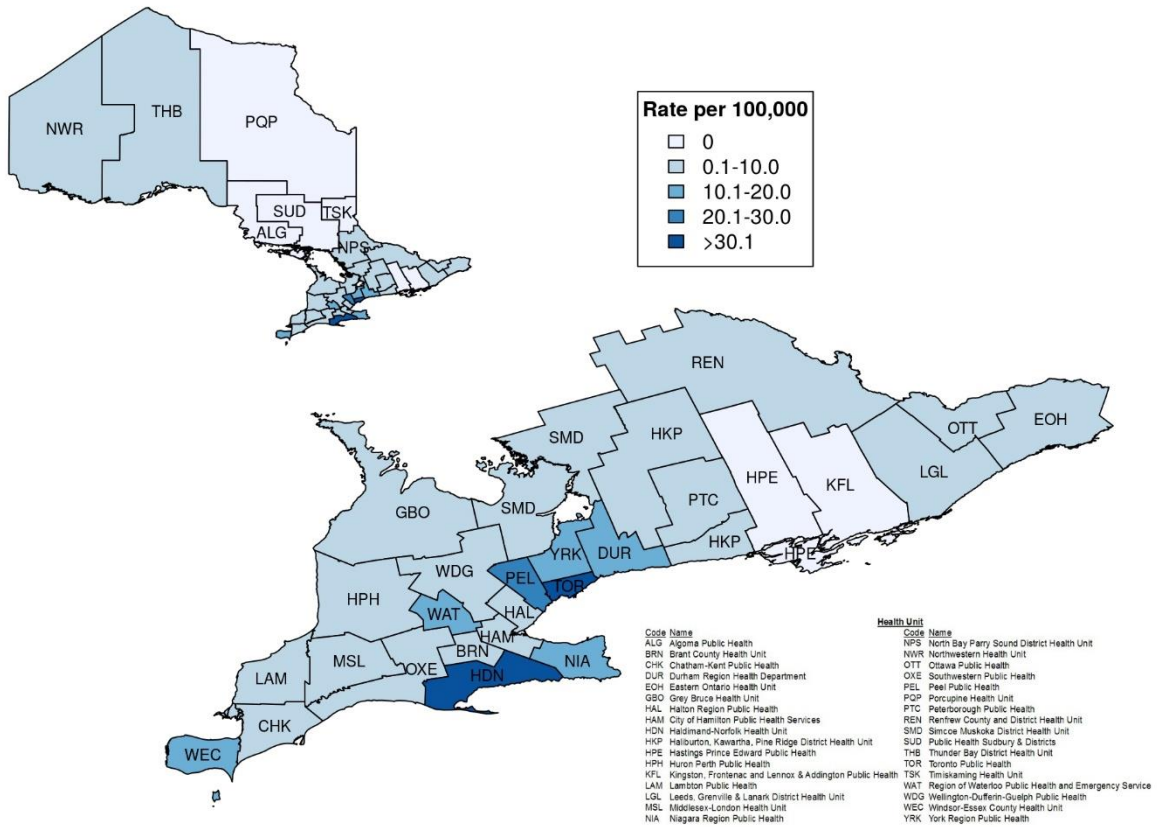 NWR
THB
PQP
SUD
TSK
ALG
NPS
Rate per 100,000
0
0.1-10.0
10.1-20.0
20.1-30.0
>30.1
REN
SMD
HKP
OTT
EOH
LGL
HPE
KFL
PTC
GBO
SMD
YRK
DUR
HKP
HPE
WDG
PEL
TOR
HPH
WAT
HAL
HAM
MSL
BRN
OXE
NIA
LAM
HDN
CHK
WEC
Health Unit
Code Name
ALG Algoma Public Health
BRN Brant County Health Unit
CHK Chatham-Kent Public Health
DUR Durham Region Health Department
EOH Eastern Ontario Health Unit
GBO Grey Bruce Health Unit
HAL Halton Region Public Health
HAM City of Hamilton Public Health Services
HDN Haldimand-Norfolk Health Unit
HKP Haliburton, Kawartha, Pine Ridge District Health Unit
HPE Hastings Prince Edward Public Health
HPH Huron Perth Public Health
KFL Kingston, Frontenac and Lennox & Addington Public Health
LAM Lambton Public Health
LGL Leeds, Grenville & Lanark District Health Unit
MSL Middlesex-London Health Unit
NIA Niagara Region Public Health
Code Name
NPS North Bay Parry Sound District Health Unit
NWR Northwestern Health Unit
OTT Ottawa Public Health
OXE Southwestern Public Health
PEL Peel Public Health
PQP Porcupine Health Unit
PTC Peterborough Public Health
REN Renfrew County and District Health Unit
SMD Simcoe Muskoka District Health Unit
SUD Public Health Sudbury & Districts
THB Thunder Bay District Health Unit
TOR Toronto Public Health
TSK Timiskaming Health Unit
WAT Region of Waterloo Public Health and Emergency Service
WDG Wellington-Dufferin-Guelph Public Health
WEC Windsor-Essex County Health Unit
YRK York Region Public Health